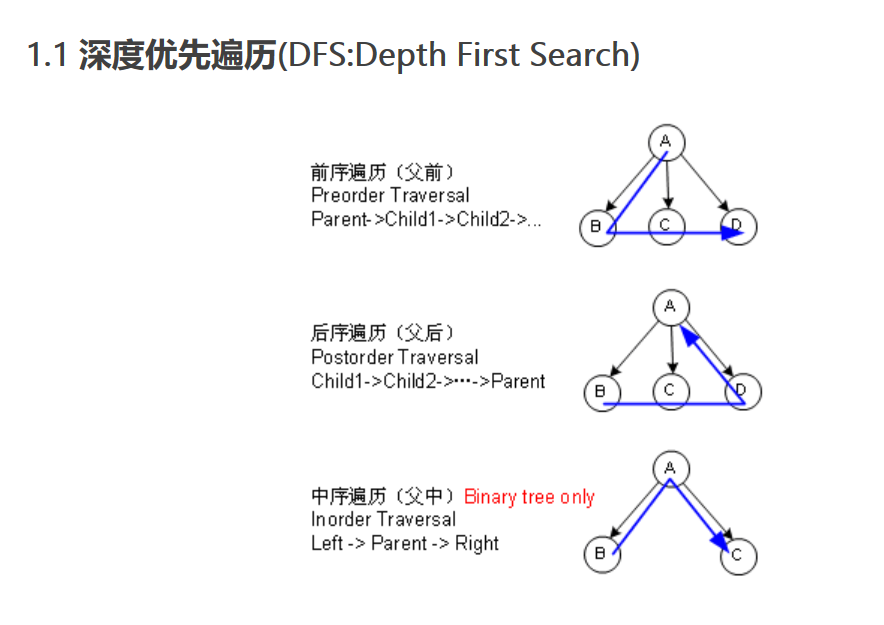 1.1 深度优先遍历(DFS:Depth First Search)
前序遍历（父前）
Preorder Traversal
Parent->Child1->Child2->...
A
B
C
D
后序遍历（父后）
Postorder Traversal
Child1->Child2->···->Parent
A
B
C
D
中序遍历（父中）Binary tree only
Inorder Traversal
Left -> Parent -> Right
A
B
C